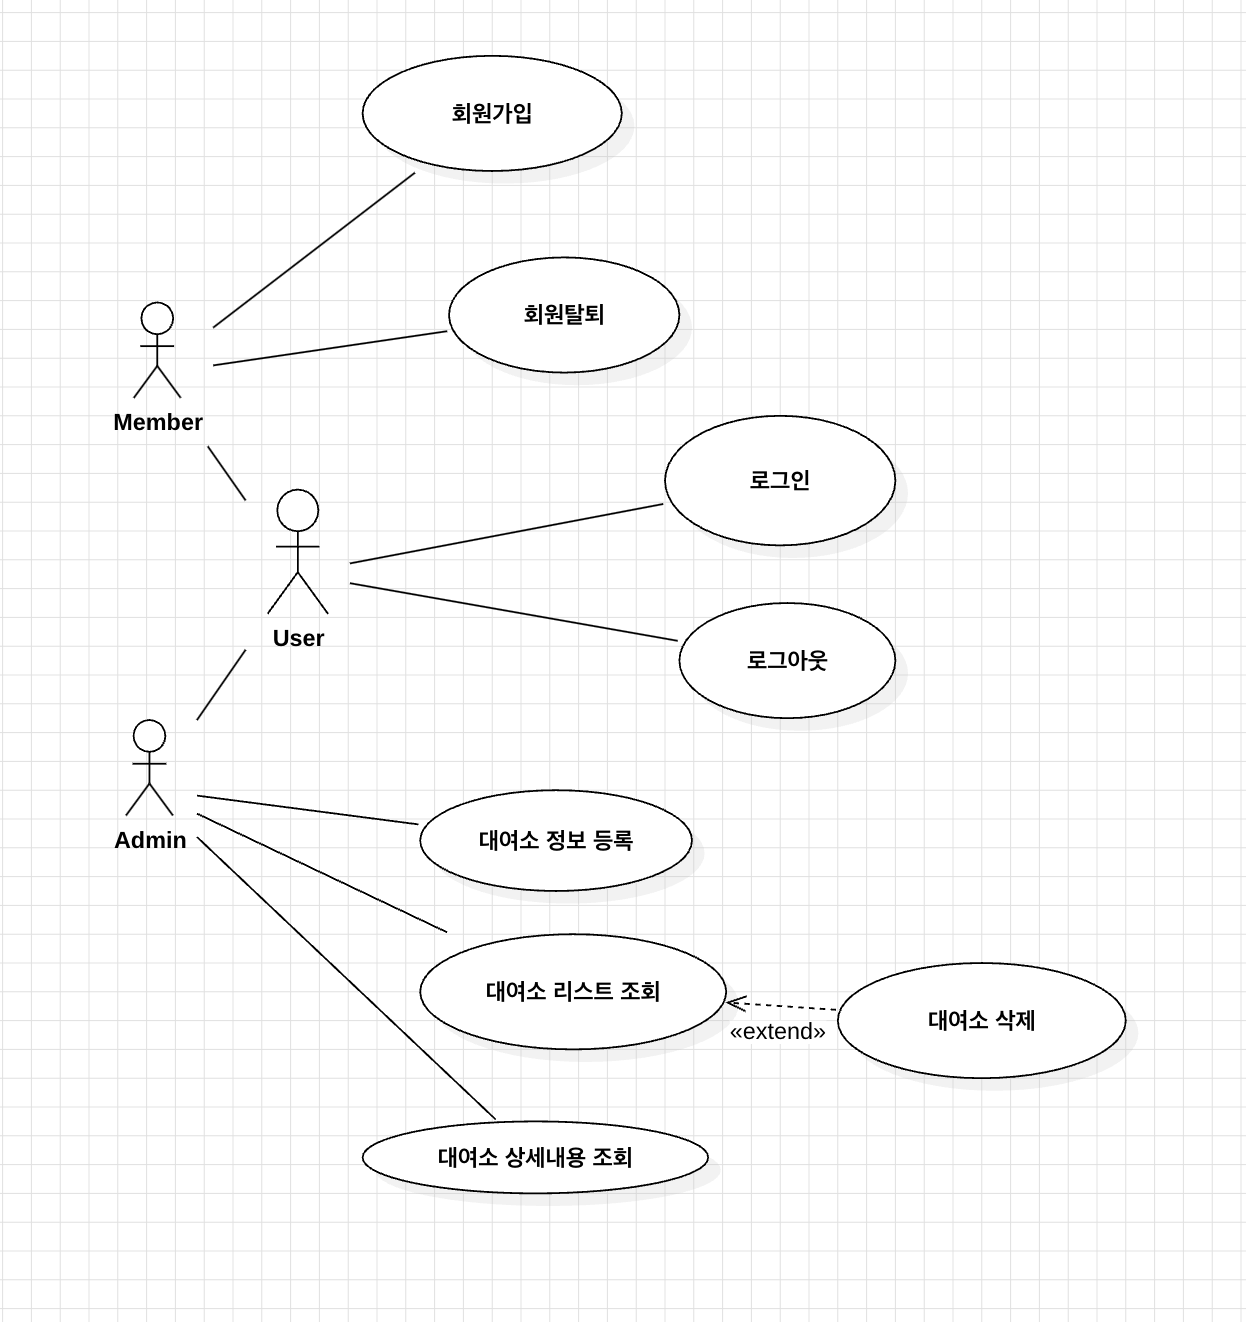 회원가입
회원탈퇴
Member
로그인
User
로그아웃
Admin
대여소 정보 등록
대여소 리스트 조회
«extend»
대여소 삭제
대여소 상세내용 조회